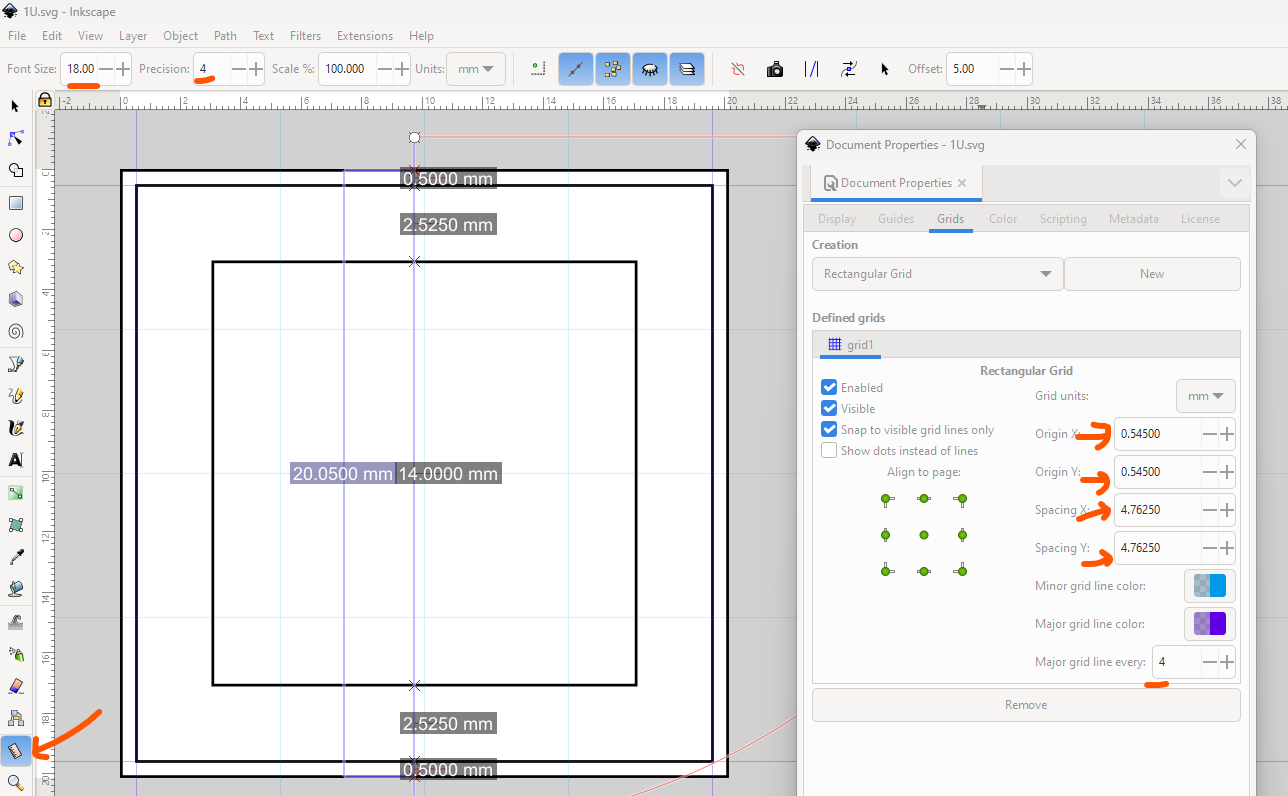 1U.svg - Inkscape
File Edit View Layer Object Path Text Filters Extensions Help
Font Size: 18.00 Precision: 4 Scale %: 100.000 Units: mm Offset: 5.00
-2 0 2 4 6 8 10 12 14 16 18 20 22 24 26 28 30 32 34 36 38
Document Properties - 1U.svg
0.5000 mm
Document Properties
2.5250 mm
Display Guides Grids Color Scripting Metadata License
Creation
Rectangular Grid New
Defined grids
grid1
Rectangular Grid
Enabled
Grid units: mm
Visible
Snap to visible grid lines only
Origin X: 0.54500
Show dots instead of lines
Align to page:
Origin Y: 0.54500
20.0500 mm 14.0000 mm
Spacing X: 4.76250
Spacing Y: 4.76250
Minor grid line color:
Major grid line color:
Major grid line every: 4
Remove
2.5250 mm
0.5000 mm